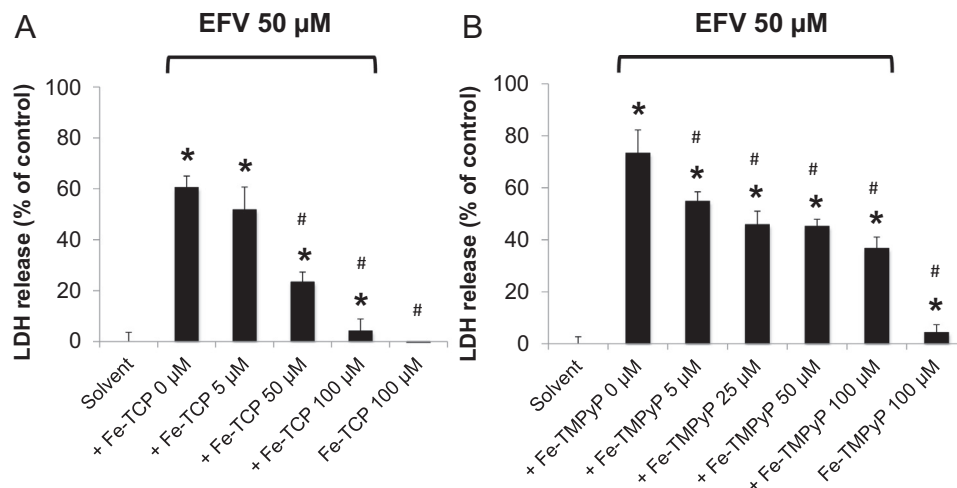 A
EFV 50 µM
LDH release (% of control)
100
80
60
40
20
0
*
*
#
*
#
*
#
Solvent
+ Fe-TCP 0 µM
+ Fe-TCP 5 µM
+ Fe-TCP 50 µM
+ Fe-TCP 100 µM
Fe-TCP 100 µM
B
EFV 50 µM
LDH release (% of control)
100
80
60
40
20
0
*
#
*
#
*
#
*
#
*
#
*
Solvent
+ Fe-TMPyP 0 µM
+ Fe-TMPyP 5 µM
+ Fe-TMPyP 25 µM
+ Fe-TMPyP 50 µM
+ Fe-TMPyP 100 µM
Fe-TMPyP 100 µM